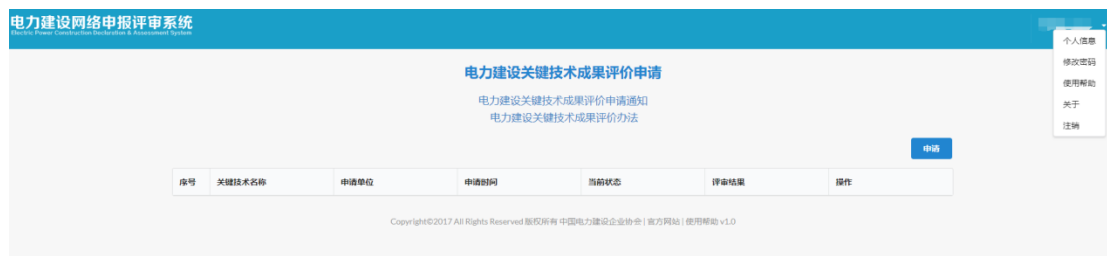 电力建设网络申报评审系统
Electric Power Construction Declaration & Assessment System
个人信息
修改密码
使用帮助
关于
注销
电力建设关键技术成果评价申请
电力建设关键技术成果评价申请通知
电力建设关键技术成果评价办法
申请
序号 关键技术名称 申请单位 申请时间 当前状态 评审结果 操作
Copyright©2017 All Rights Reserved 版权所有 中国电力建设企业协会 | 官方网站 | 使用帮助 v1.0